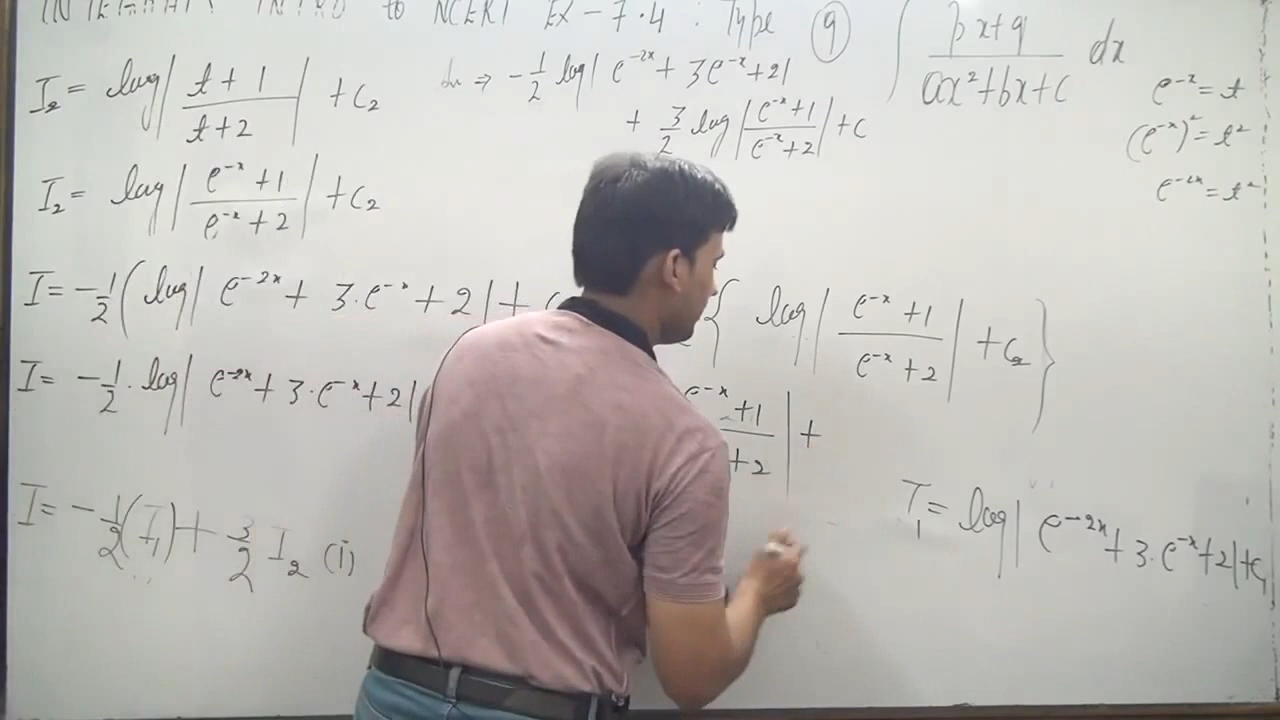 to NCERT EX-7.4 : Type 9 ∫ px+q / ax²+bx+c dx
I₂ = log| t+1 / t+2 | + c₂
⇒ -1/2 log| e^-2x + 3e^-x + 2|
+ 3/2 log| e^-x+1 / e^-x+2 | + c
e^-x = t
(e^-x)² = t²
e^-2x = t²
I₂ = log| e^-x +1 / e^-x + 2 | + c₂
I = -1/2 ( log| e^-2x + 3.e^-x + 2| + { log| e^-x +1 / e^-x +2 | + c₂ }
I = -1/2 . log| e^-2x + 3.e^-x + 2| e^-x +1 / +2 | +
I = -1/2 (I₁) + 3/2 I₂ (i)
I₁ = log| e^-2x + 3.e^-x + 2| + c₁